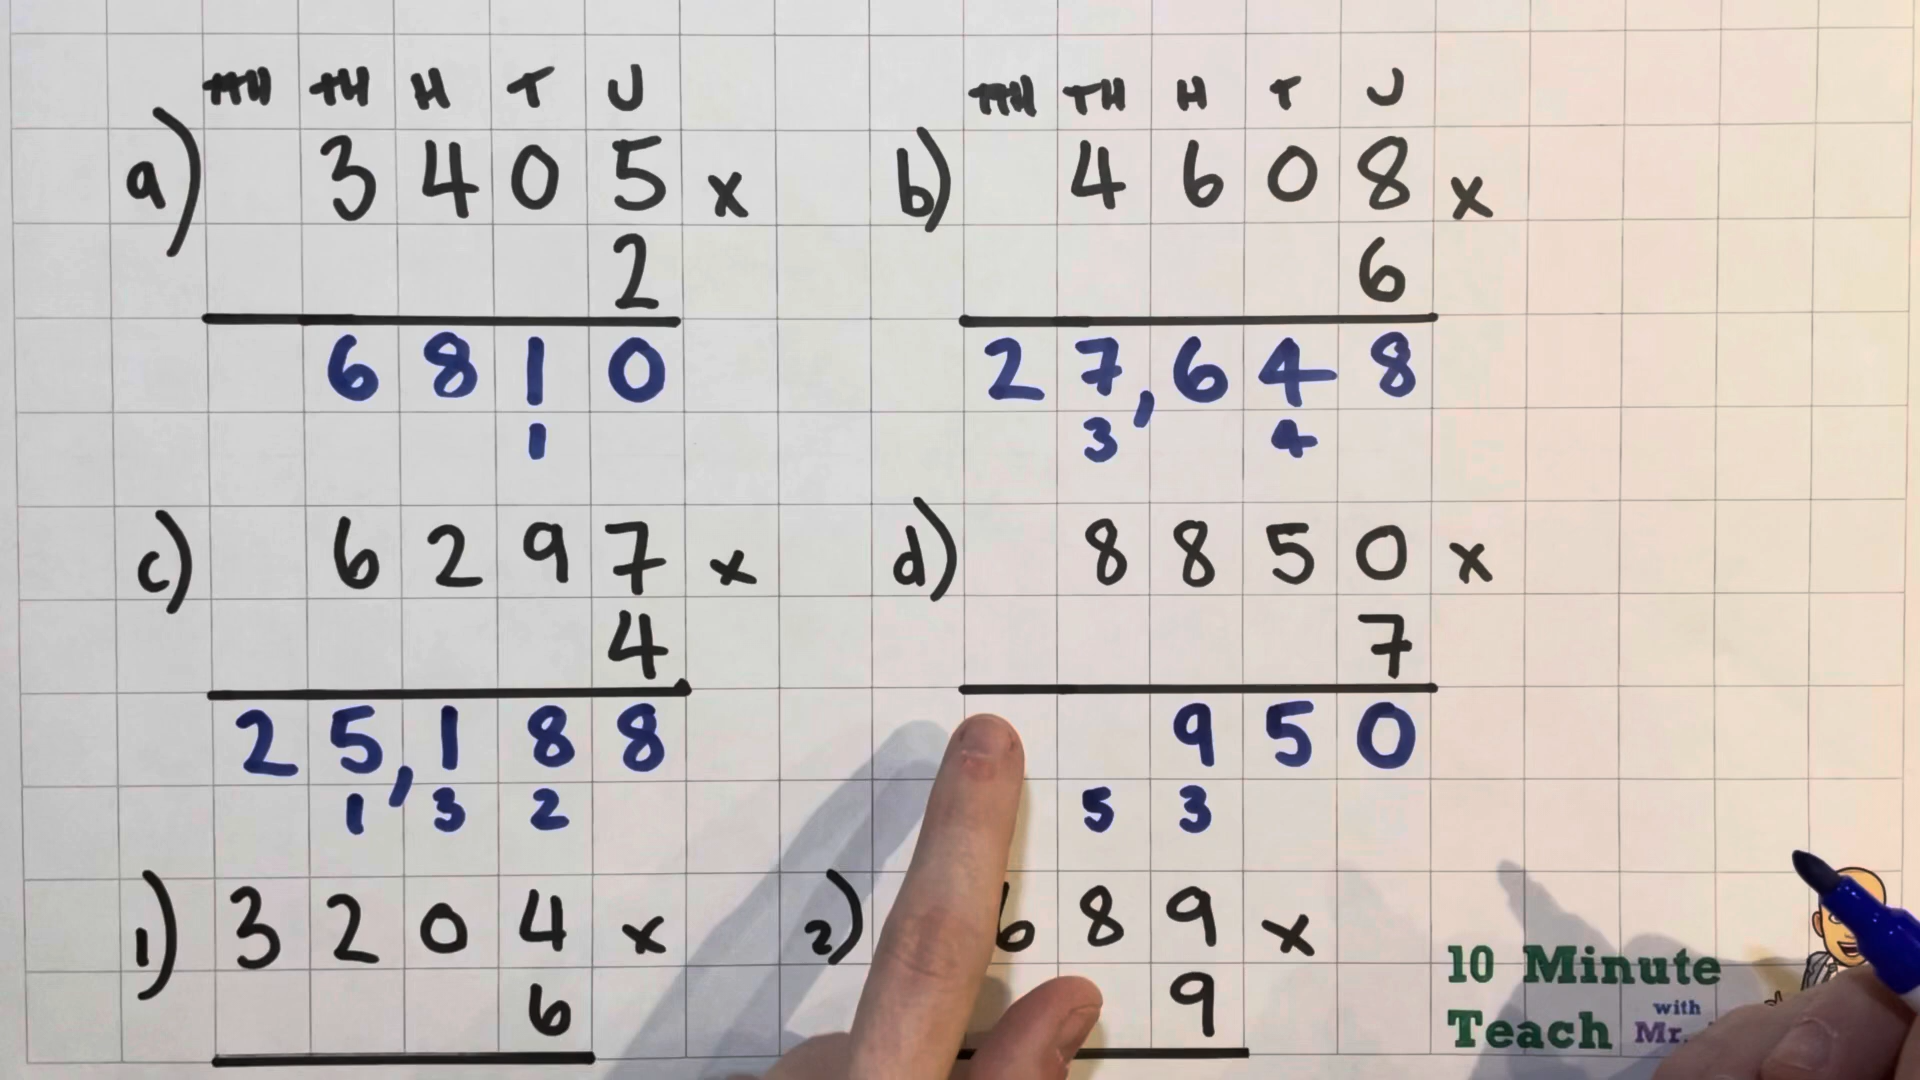 TTH TH H T U
a) 3 4 0 5 x
2
6 8 1 0
1
TTH TH H T U
b) 4 6 0 8 x
6
2 7 , 6 4 8
3 4
c) 6 2 9 7 x
4
2 5 , 1 8 8
1 3 2
d) 8 8 5 0 x
7
9 5 0
5 3
1) 3 2 0 4 x
6
2) 6 8 9 x
9
10 Minute
Teach with Mr.